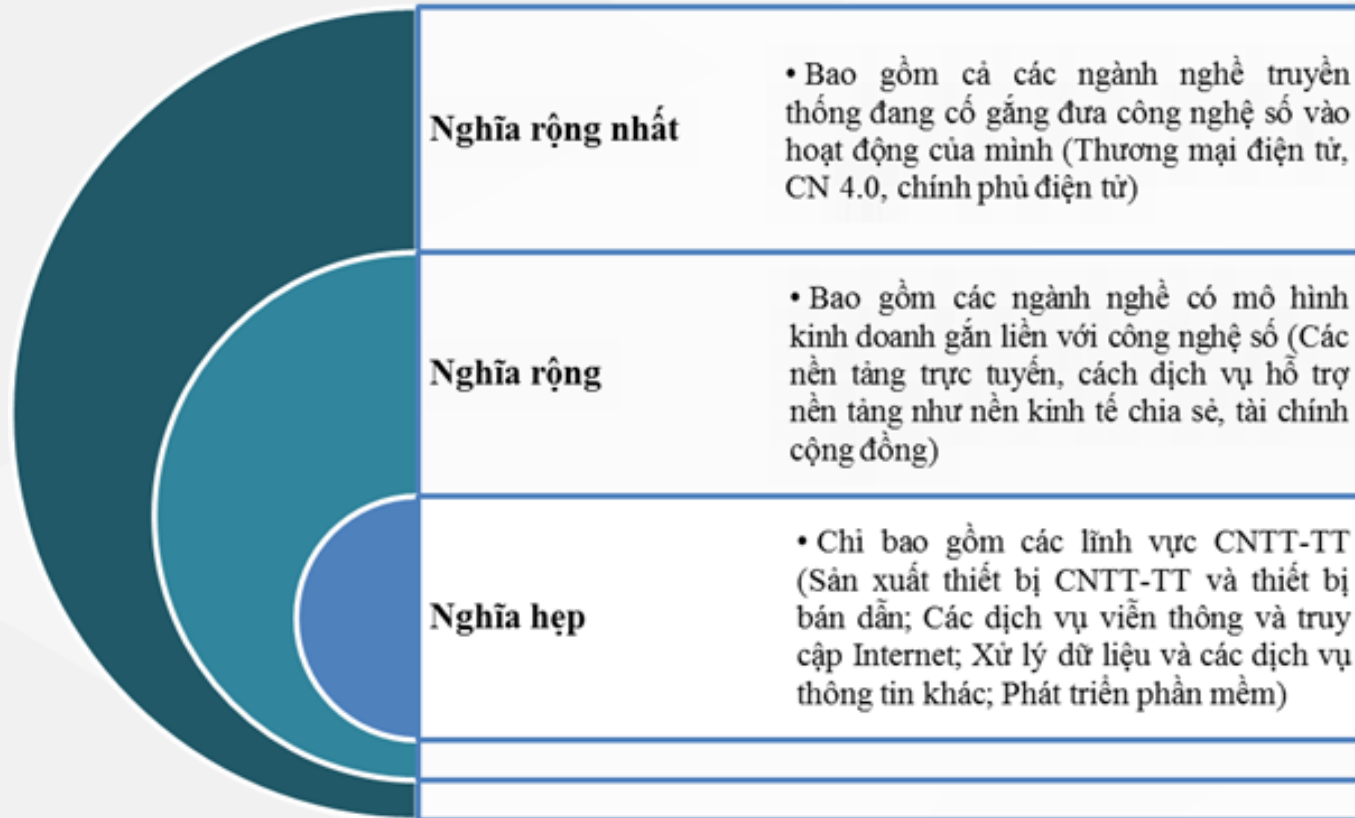 Nghĩa rộng nhất
• Bao gồm cả các ngành nghề truyền
thống đang cố gắng đưa công nghệ số vào
hoạt động của mình (Thương mại điện tử,
CN 4.0, chính phủ điện tử)
Nghĩa rộng
• Bao gồm các ngành nghề có mô hình
kinh doanh gắn liền với công nghệ số (Các
nền tảng trực tuyến, cách dịch vụ hỗ trợ
nền tảng như nền kinh tế chia sẻ, tài chính
cộng đồng)
Nghĩa hẹp
• Chỉ bao gồm các lĩnh vực CNTT-TT
(Sản xuất thiết bị CNTT-TT và thiết bị
bán dẫn; Các dịch vụ viễn thông và truy
cập Internet; Xử lý dữ liệu và các dịch vụ
thông tin khác; Phát triển phần mềm)